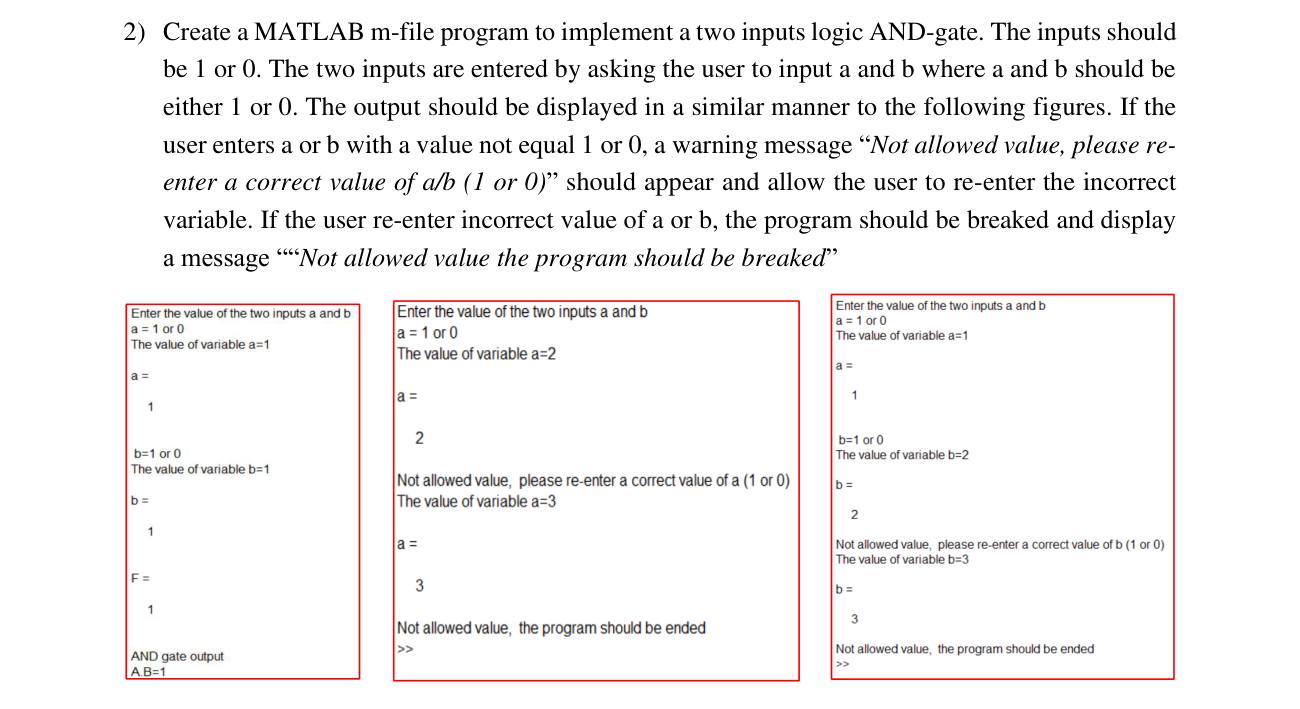 2) Create a MATLAB m-file program to implement a two inputs logic AND-gate. The inputs should
be 1 or 0. The two inputs are entered by asking the user to input a and b where a and b should be
either 1 or 0. The output should be displayed in a similar manner to the following figures. If the
user enters a or b with a value not equal 1 or 0, a warning message “Not allowed value, please re-
enter a correct value of a/b (1 or 0)” should appear and allow the user to re-enter the incorrect
variable. If the user re-enter incorrect value of a or b, the program should be breaked and display
a message ““Not allowed value the program should be breaked”
Enter the value of the two inputs a and b
a = 1 or 0
The value of variable a=1
a =
1
b=1 or 0
The value of variable b=1
b =
1
F =
1
AND gate output
A.B=1
Enter the value of the two inputs a and b
a = 1 or 0
The value of variable a=2
a =
2
Not allowed value, please re-enter a correct value of a (1 or 0)
The value of variable a=3
a =
3
Not allowed value, the program should be ended
>>
Enter the value of the two inputs a and b
a = 1 or 0
The value of variable a=1
a =
1
b=1 or 0
The value of variable b=2
b =
2
Not allowed value, please re-enter a correct value of b (1 or 0)
The value of variable b=3
b =
3
Not allowed value, the program should be ended
>>